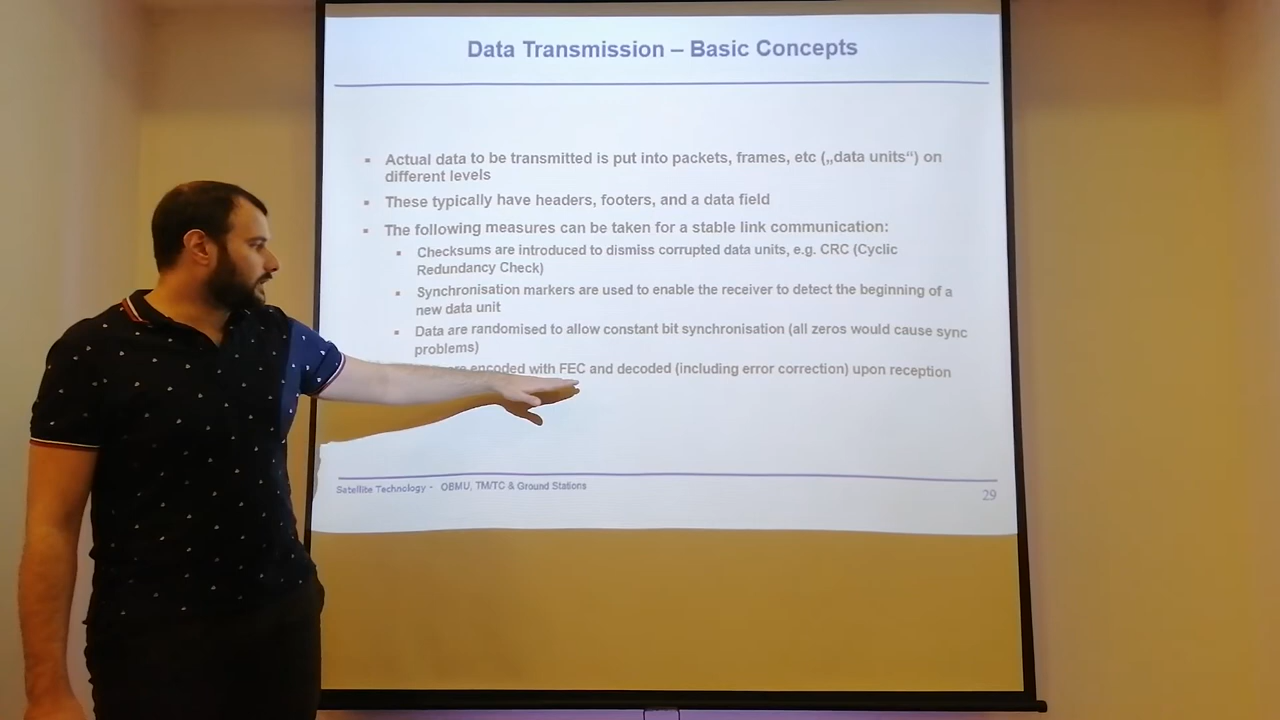 Data Transmission – Basic Concepts
▪ Actual data to be transmitted is put into packets, frames, etc („data units“) on
different levels
▪ These typically have headers, footers, and a data field
▪ The following measures can be taken for a stable link communication:
▪ Checksums are introduced to dismiss corrupted data units, e.g. CRC (Cyclic
Redundancy Check)
▪ Synchronisation markers are used to enable the receiver to detect the beginning of a
new data unit
▪ Data are randomised to allow constant bit synchronisation (all zeros would cause sync
problems)
encoded with FEC and decoded (including error correction) upon reception
Satellite Technology - OBMU, TM/TC & Ground Stations
29